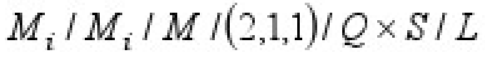 M_i / M_i / M / (2,1,1) / Q × S / L